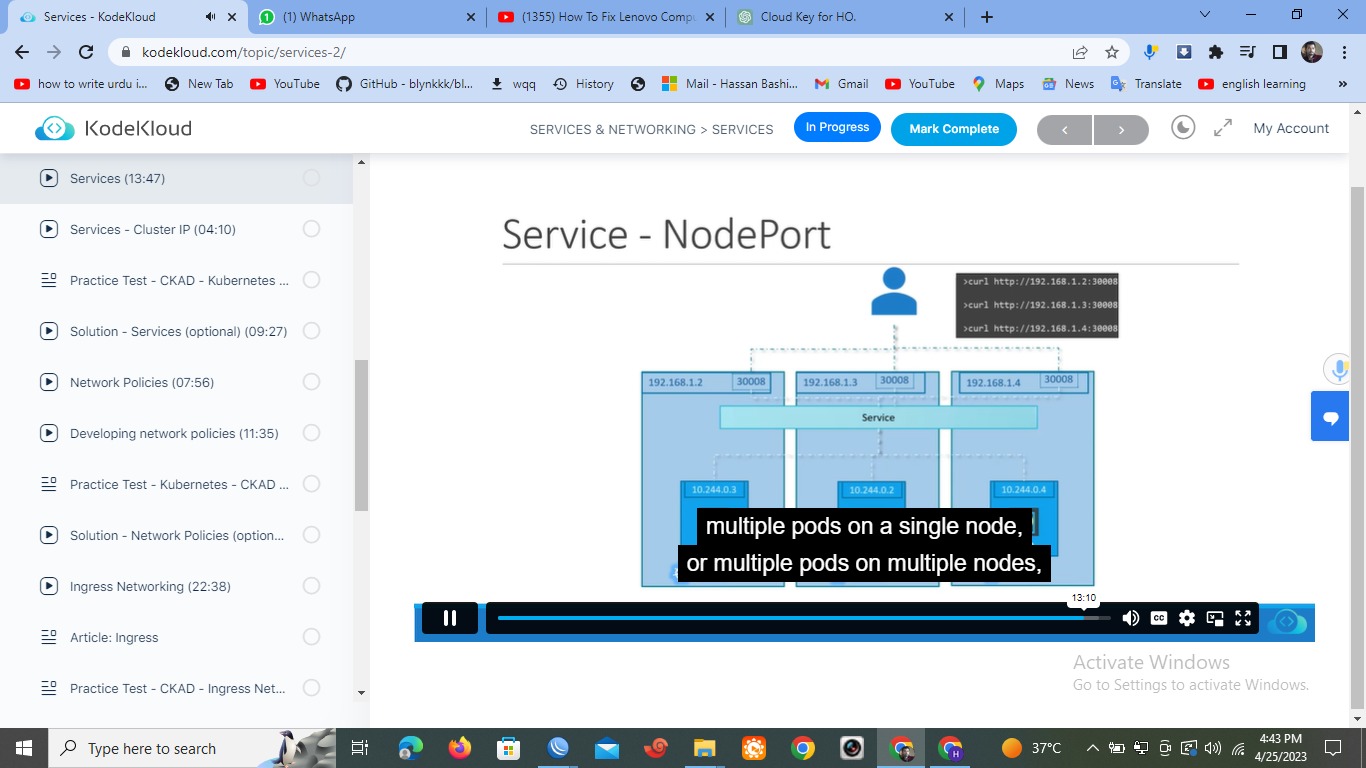 Services - KodeKloud
(1) WhatsApp
(1355) How To Fix Lenovo Compu
Cloud Key for HO.
kodekloud.com/topic/services-2/
how to write urdu i...
New Tab
YouTube
GitHub - blynkkk/bl...
wqq
History
Mail - Hassan Bashi...
Gmail
YouTube
Maps
News
Translate
english learning
»
KodeKloud
SERVICES & NETWORKING > SERVICES
In Progress
Mark Complete
My Account
Services (13:47)
Services - Cluster IP (04:10)
Practice Test - CKAD - Kubernetes ...
Solution - Services (optional) (09:27)
Network Policies (07:56)
Developing network policies (11:35)
Practice Test - Kubernetes - CKAD ...
Solution - Network Policies (option...
Ingress Networking (22:38)
Article: Ingress
Practice Test - CKAD - Ingress Net...
Service - NodePort
>curl http://192.168.1.2:30008
>curl http://192.168.1.3:30008
>curl http://192.168.1.4:30008
192.168.1.2 30008
192.168.1.3 30008
192.168.1.4 30008
Service
10.244.0.3
10.244.0.2
10.244.0.4
multiple pods on a single node,
or multiple pods on multiple nodes,
13:10
CC
Activate Windows
Go to Settings to activate Windows.
Type here to search
H
37°C
4:43 PM
4/25/2023